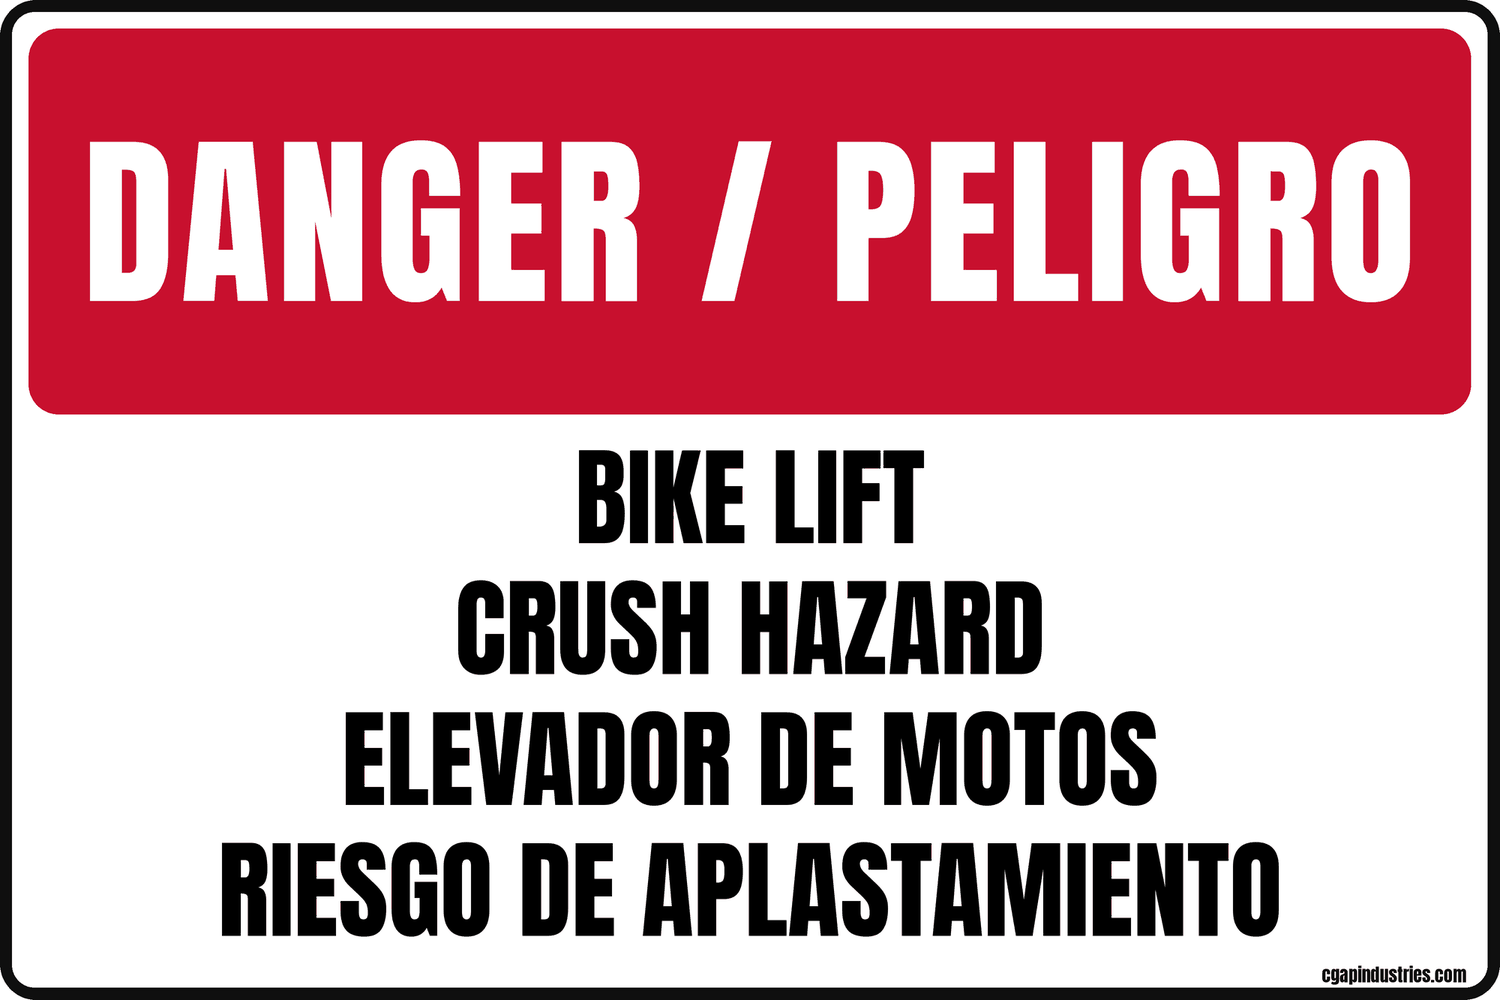 DANGER / PELIGRO
BIKE LIFT
CRUSH HAZARD
ELEVADOR DE MOTOS
RIESGO DE APLASTAMIENTO
cgapindustries.com